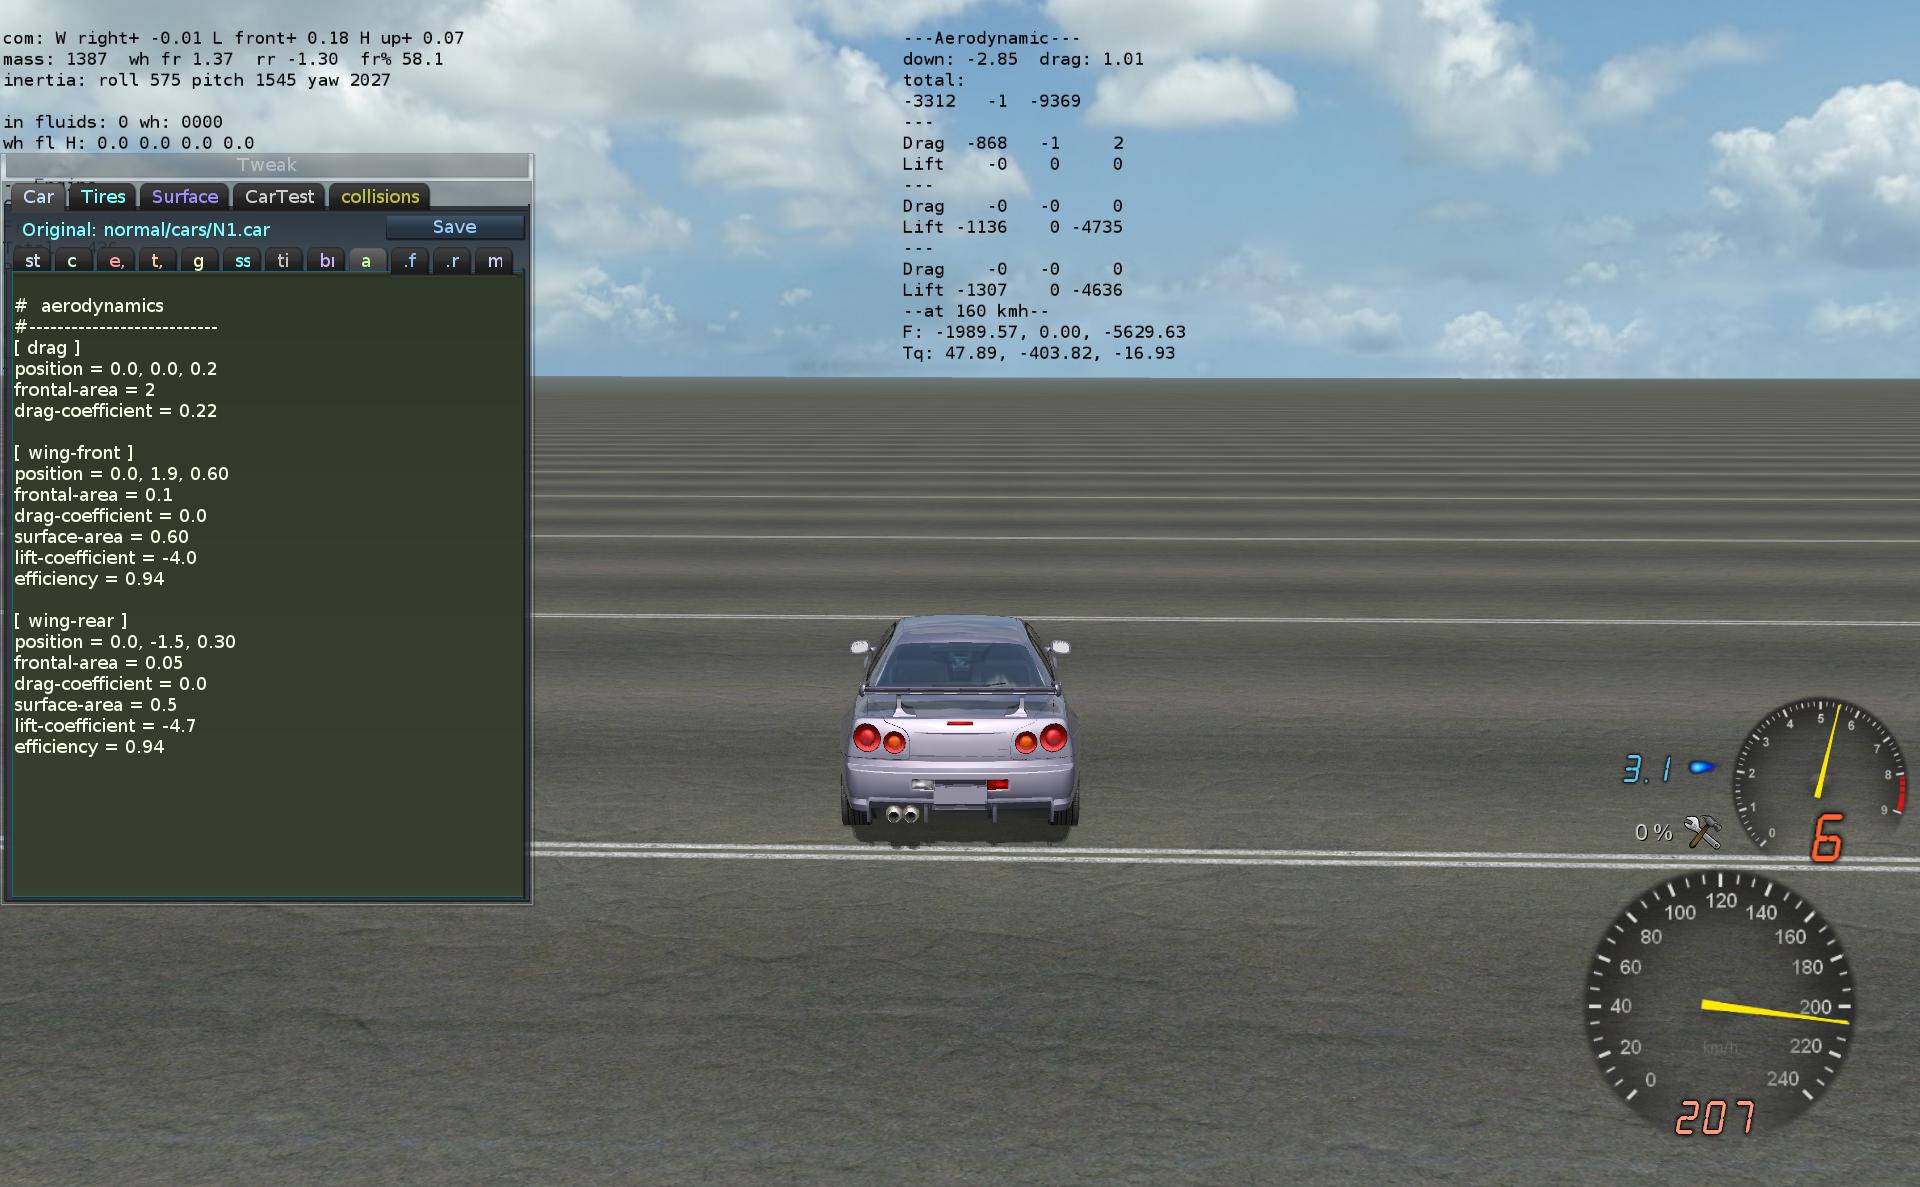 com: W right+ -0.01 L front+ 0.18 H up+ 0.07
mass: 1387 wh fr 1.37 rr -1.30 fr% 58.1
inertia: roll 575 pitch 1545 yaw 2027
in fluids: 0 wh: 0000
wh fl H: 0.0 0.0 0.0 0.0
---Aerodynamic---
down: -2.85 drag: 1.01
total:
-3312 -1 -9369
---
Drag -868 -1 2
Lift -0 0 0
---
Drag -0 -0 0
Lift -1136 0 -4735
---
Drag -0 -0 0
Lift -1307 0 -4636
--at 160 kmh--
F: -1989.57, 0.00, -5629.63
Tq: 47.89, -403.82, -16.93
Tweak
Car Tires Surface CarTest collisions
Original: normal/cars/N1.car Save
st c e, t, g ss ti a .f .r m
# aerodynamics
#---------------------------
[ drag ]
position = 0.0, 0.0, 0.2
frontal-area = 2
drag-coefficient = 0.22
[ wing-front ]
position = 0.0, 1.9, 0.60
frontal-area = 0.1
drag-coefficient = 0.0
surface-area = 0.60
lift-coefficient = -4.0
efficiency = 0.94
[ wing-rear ]
position = 0.0, -1.5, 0.30
frontal-area = 0.05
drag-coefficient = 0.0
surface-area = 0.5
lift-coefficient = -4.7
efficiency = 0.94
3.1
0 %
0 1 2 3 4 5 6 7 8 9
6
0 20 40 60 80 100 120 140 160 180 200 220 240
km/h
207